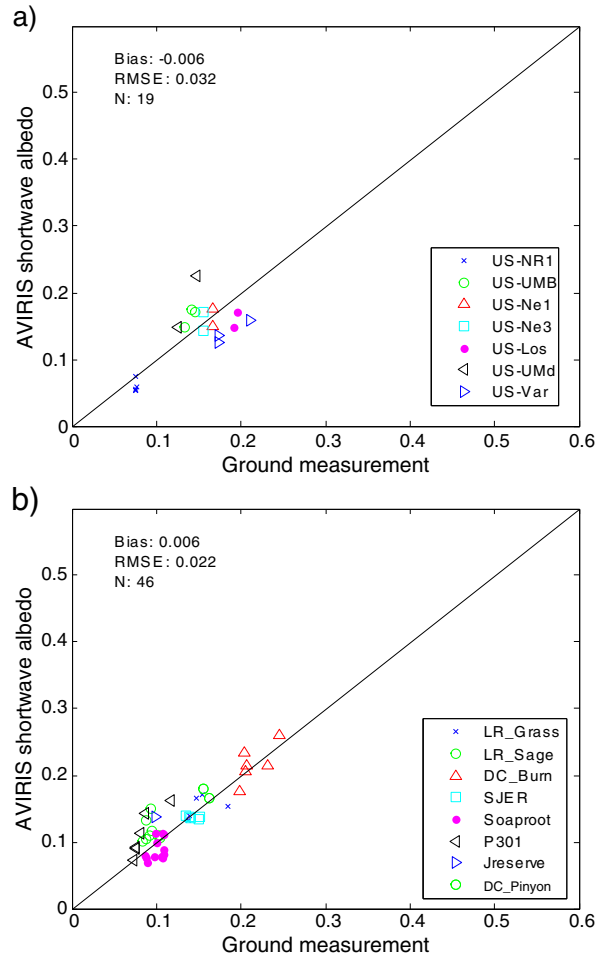 a)
Bias: -0.006
RMSE: 0.032
N: 19
AVIRIS shortwave albedo
0.5
0.4
0.3
0.2
0.1
0
US-NR1
US-UMB
US-Ne1
US-Ne3
US-Los
US-UMd
US-Var
0 0.1 0.2 0.3 0.4 0.5 0.6
Ground measurement
b)
Bias: 0.006
RMSE: 0.022
N: 46
AVIRIS shortwave albedo
0.5
0.4
0.3
0.2
0.1
0
LR_Grass
LR_Sage
DC_Burn
SJER
Soaproot
P301
Jreserve
DC_Pinyon
0 0.1 0.2 0.3 0.4 0.5 0.6
Ground measurement